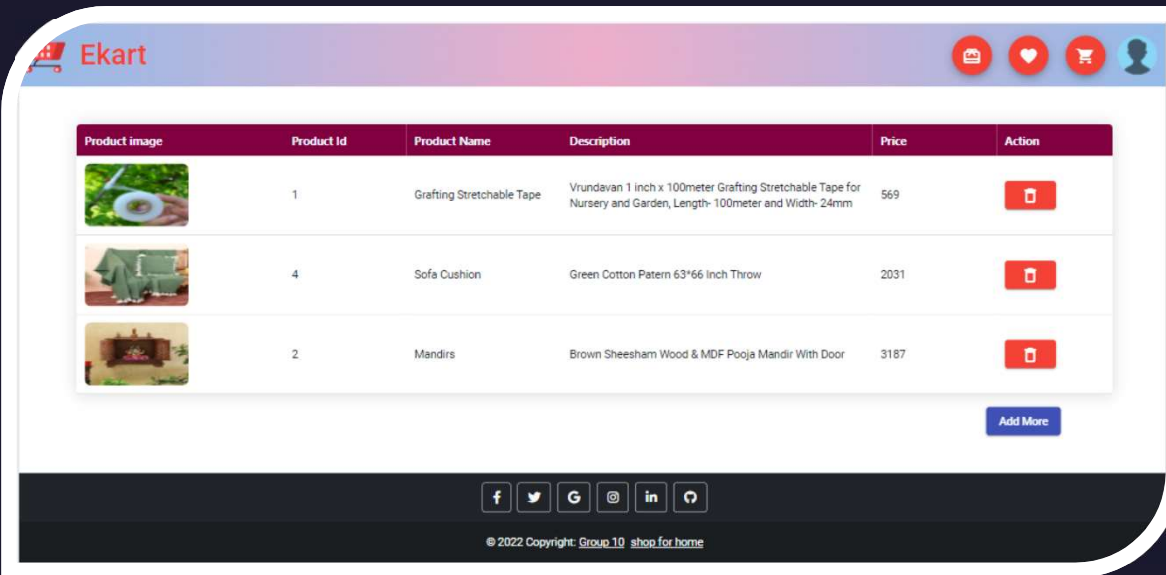 Ekart
Product image Product Id Product Name Description Price Action
1 Grafting Stretchable Tape Vrundavan 1 inch x 100meter Grafting Stretchable Tape for 569
Nursery and Garden, Length- 100meter and Width- 24mm
4 Sofa Cushion Green Cotton Patern 63*66 Inch Throw 2031
2 Mandirs Brown Sheesham Wood & MDF Pooja Mandir With Door 3187
Add More
© 2022 Copyright: Group 10 shop for home